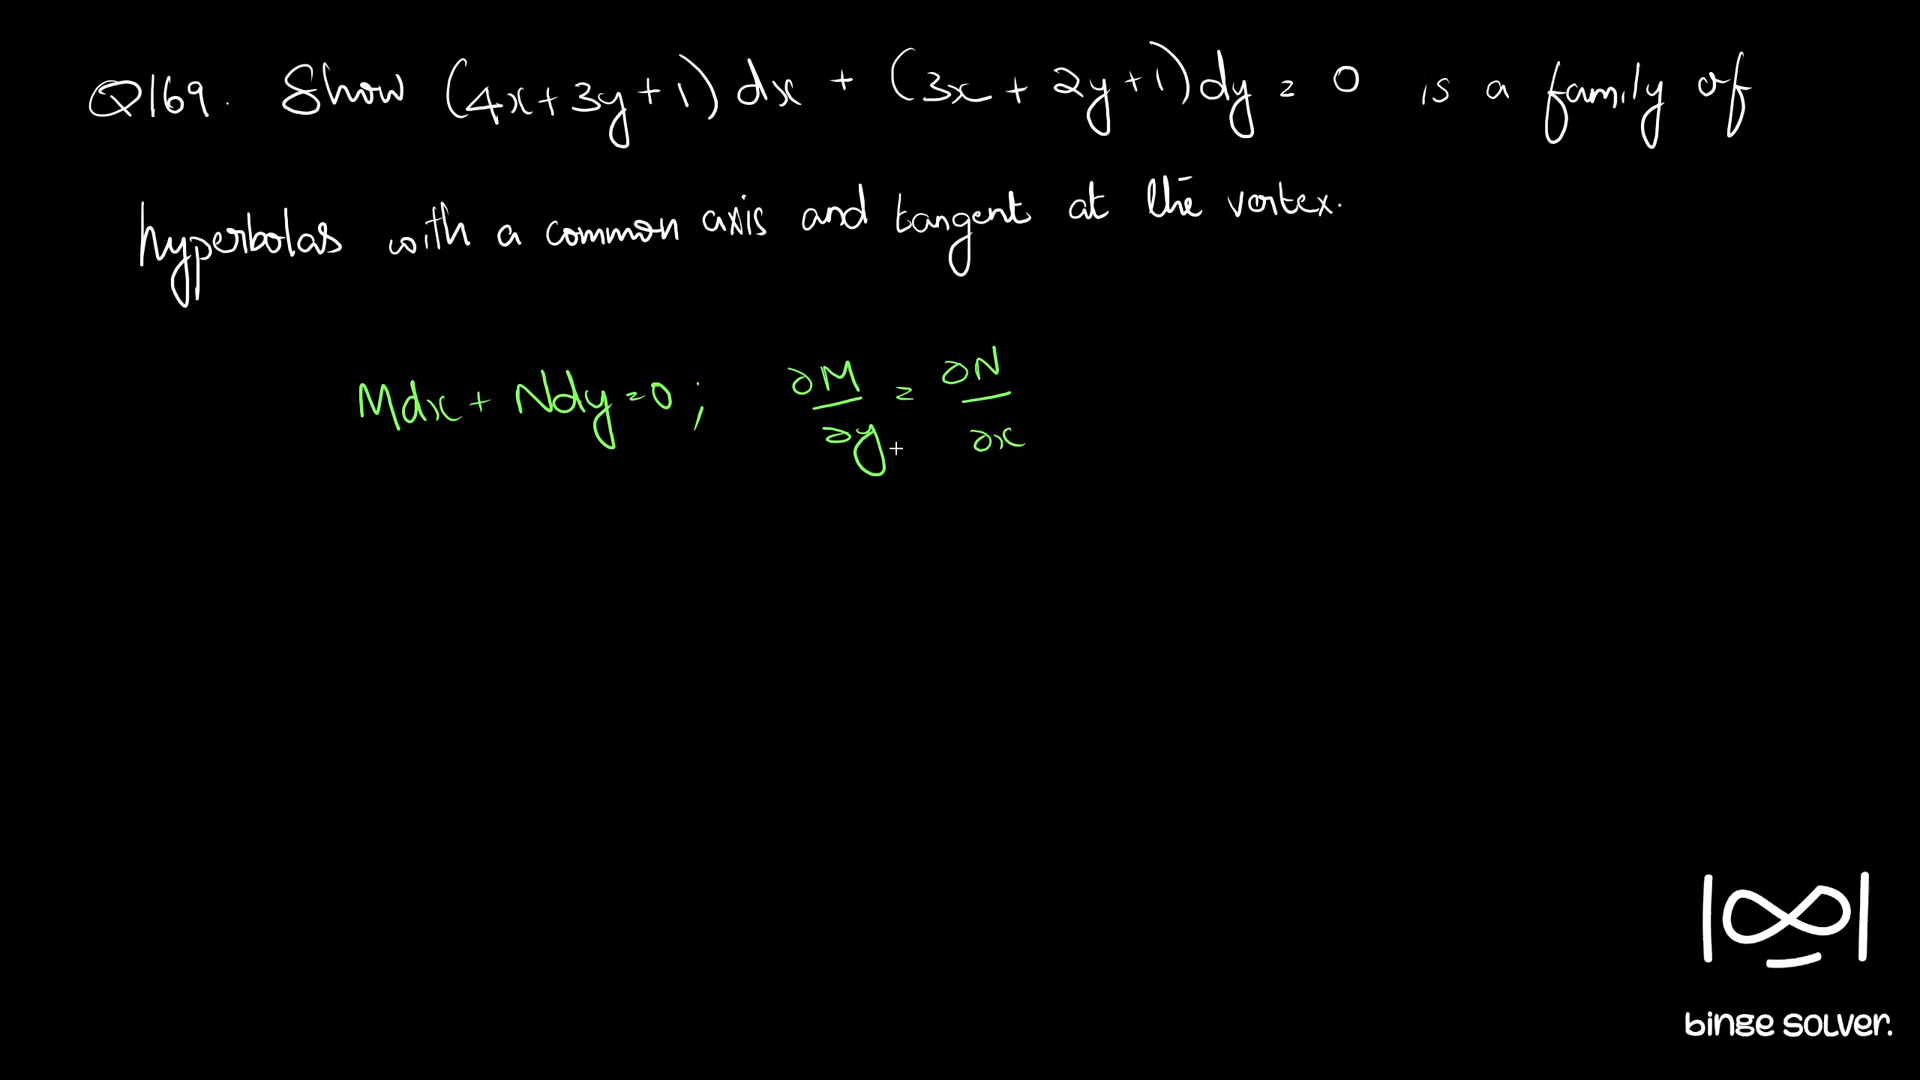 Q169. Show (4x+3y+1)dx + (3x+2y+1)dy = 0 is a family of
hyperbolas with a common axis and tangent at the vortex.
Mdx + Ndy = 0 ; ∂M/∂y = ∂N/∂x
binge solver.